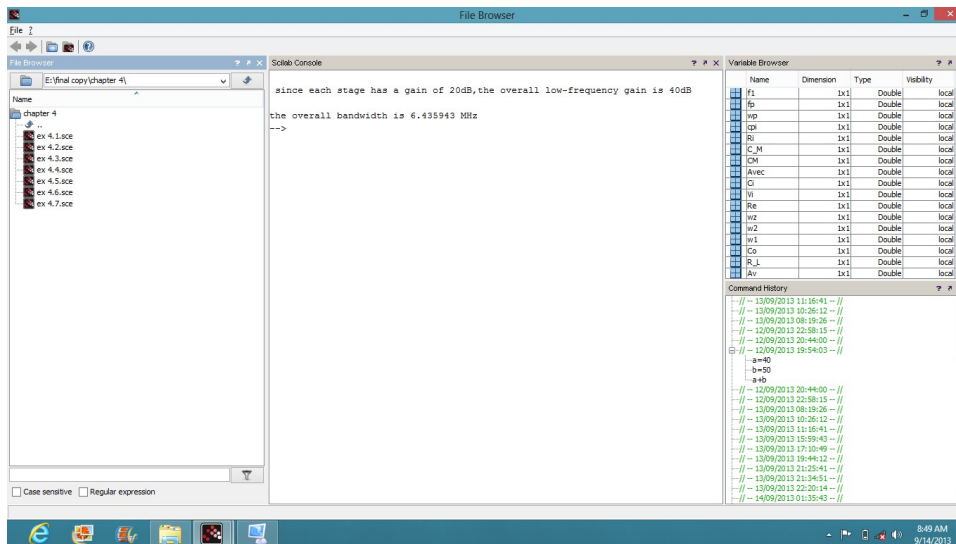 File Browser
File ?
File Browser
E:\final copy\chapter 4\
Name
chapter 4
..
ex 4.1.sce
ex 4.2.sce
ex 4.3.sce
ex 4.4.sce
ex 4.5.sce
ex 4.6.sce
ex 4.7.sce
Case sensitive Regular expression
Scilab Console
since each stage has a gain of 20dB,the overall low-frequency gain is 40dB
the overall bandwidth is 6.435943 MHz
-->
Variable Browser
Name Dimension Type Visibility
f1 1x1 Double local
fp 1x1 Double local
wp 1x1 Double local
cpi 1x1 Double local
Ri 1x1 Double local
C_M 1x1 Double local
CM 1x1 Double local
Avec 1x1 Double local
Ci 1x1 Double local
Vi 1x1 Double local
Re 1x1 Double local
wz 1x1 Double local
w2 1x1 Double local
w1 1x1 Double local
Co 1x1 Double local
R_L 1x1 Double local
Av 1x1 Double local
Command History
// -- 13/09/2013 11:16:41 -- //
// -- 13/09/2013 10:26:12 -- //
// -- 13/09/2013 08:19:26 -- //
// -- 12/09/2013 22:58:15 -- //
// -- 12/09/2013 20:44:00 -- //
// -- 12/09/2013 19:54:03 -- //
a=40
b=50
a+b
// -- 12/09/2013 20:44:00 -- //
// -- 12/09/2013 22:58:15 -- //
// -- 13/09/2013 08:19:26 -- //
// -- 13/09/2013 10:26:12 -- //
// -- 13/09/2013 11:16:41 -- //
// -- 13/09/2013 15:59:43 -- //
// -- 13/09/2013 17:10:49 -- //
// -- 13/09/2013 19:44:12 -- //
// -- 13/09/2013 21:25:41 -- //
// -- 13/09/2013 21:34:51 -- //
// -- 13/09/2013 22:20:14 -- //
// -- 14/09/2013 01:35:43 -- //
8:49 AM
9/14/2013